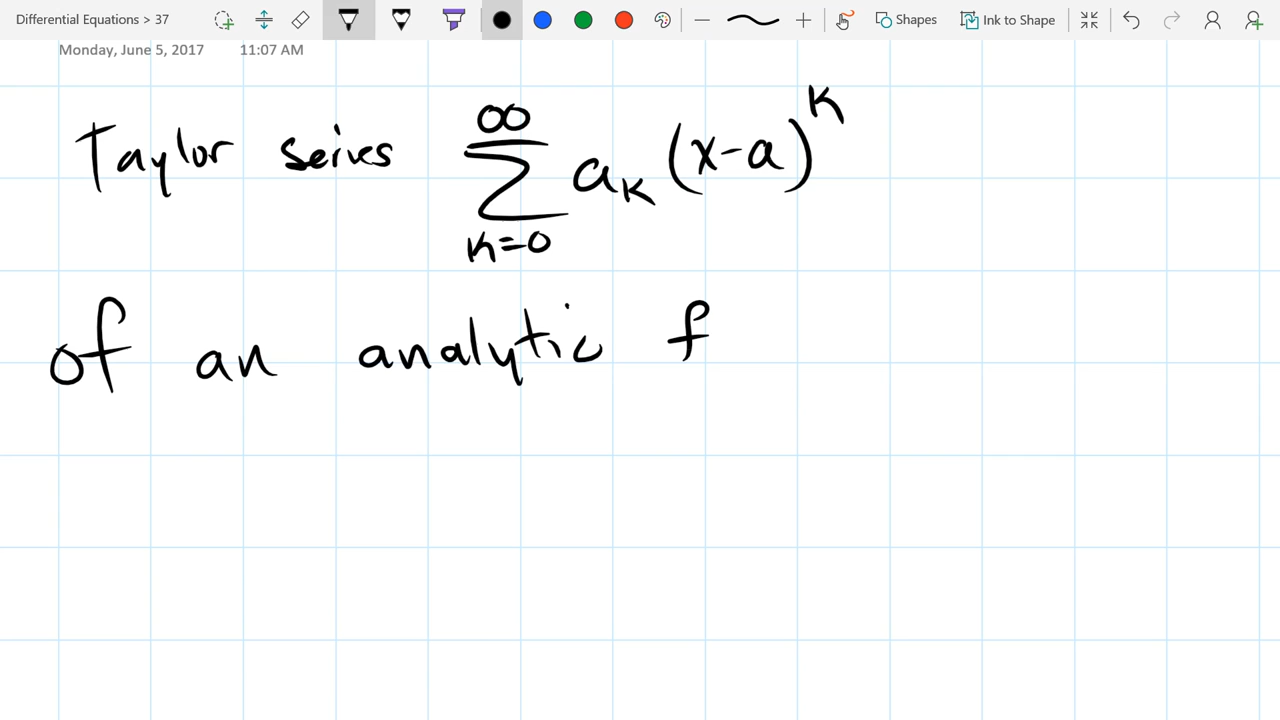 Differential Equations > 37
Shapes
Ink to Shape
Monday, June 5, 2017 11:07 AM
Taylor seires ∑_{k=0}^{∞} a_k (x-a)^k
of an analytic f